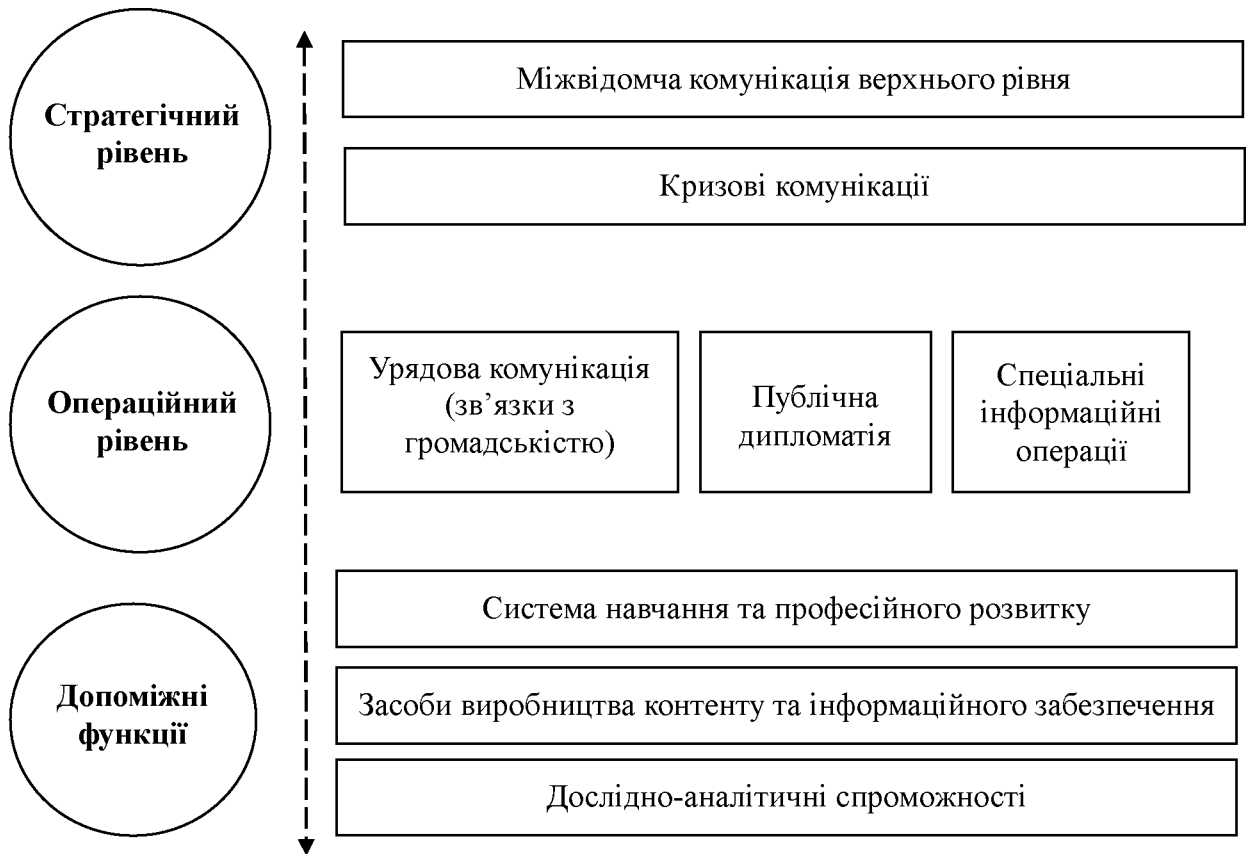 Стратегічний
рівень
Міжвідомча комунікація верхнього рівня
Кризові комунікації
Операційний
рівень
Урядова комунікація
(зв’язки з
громадськістю)
Публічна
дипломатія
Спеціальні
інформаційні
операції
Допоміжні
функції
Система навчання та професійного розвитку
Засоби виробництва контенту та інформаційного забезпечення
Дослідно-аналітичні спроможності